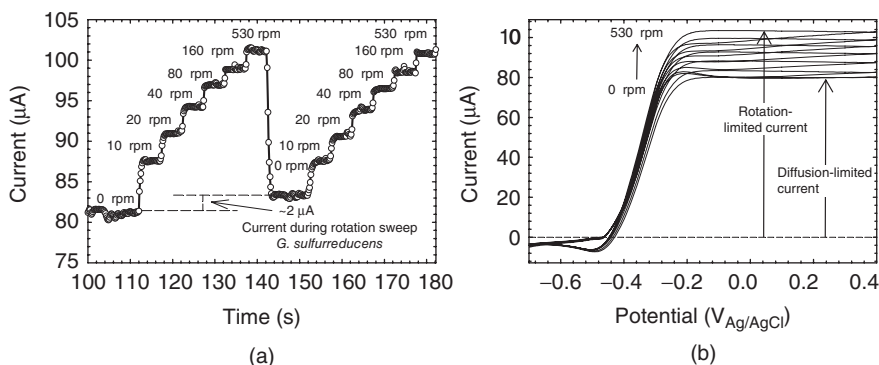 105
100
95
90
85
80
75
Current (µA)
530 rpm
160 rpm
80 rpm
40 rpm
20 rpm
10 rpm
0 rpm
530 rpm
160 rpm
80 rpm
40 rpm
20 rpm
10 rpm
0 rpm
~2 µA
Current during rotation sweep
G. sulfurreducens
100 110 120 130 140 150 160 170 180
Time (s)
(a)
10
80
60
40
20
0
Current (µA)
530 rpm
0 rpm
Rotation-
limited current
Diffusion-limited
current
−0.6 −0.4 −0.2 0.0 0.2 0.4
Potential (VAg/AgCl)
(b)